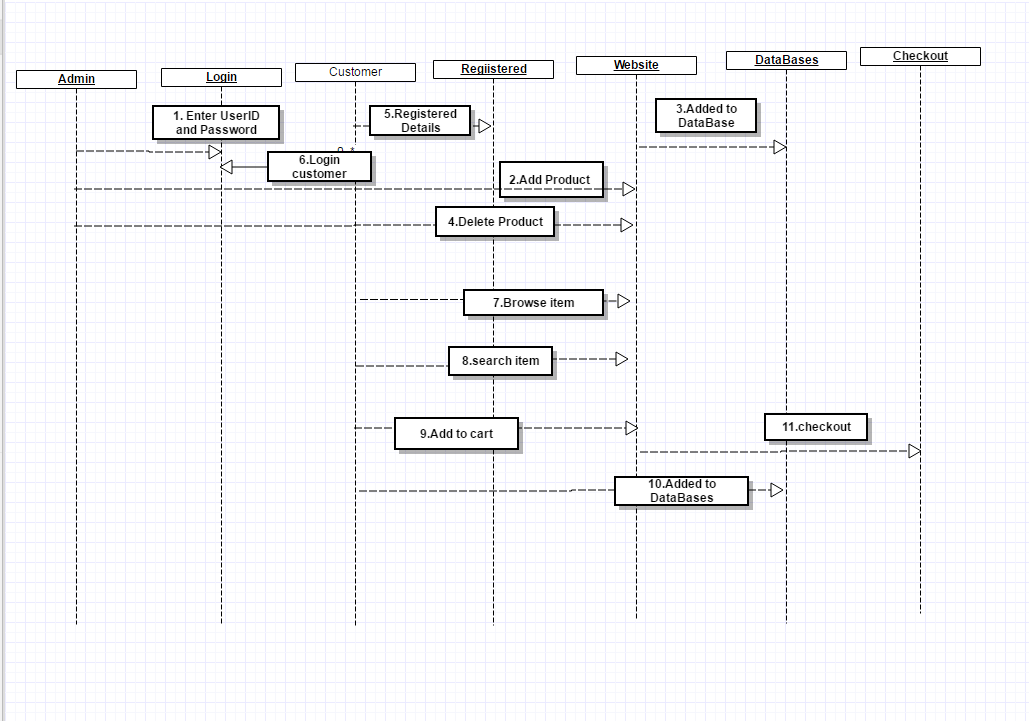 Admin
Login
Customer
Regiistered
Website
DataBases
Checkout
1. Enter UserID
and Password
5.Registered
Details
3.Added to
DataBase
0..*
6.Login
customer
2.Add Product
4.Delete Product
7.Browse item
8.search item
9.Add to cart
11.checkout
10.Added to
DataBases